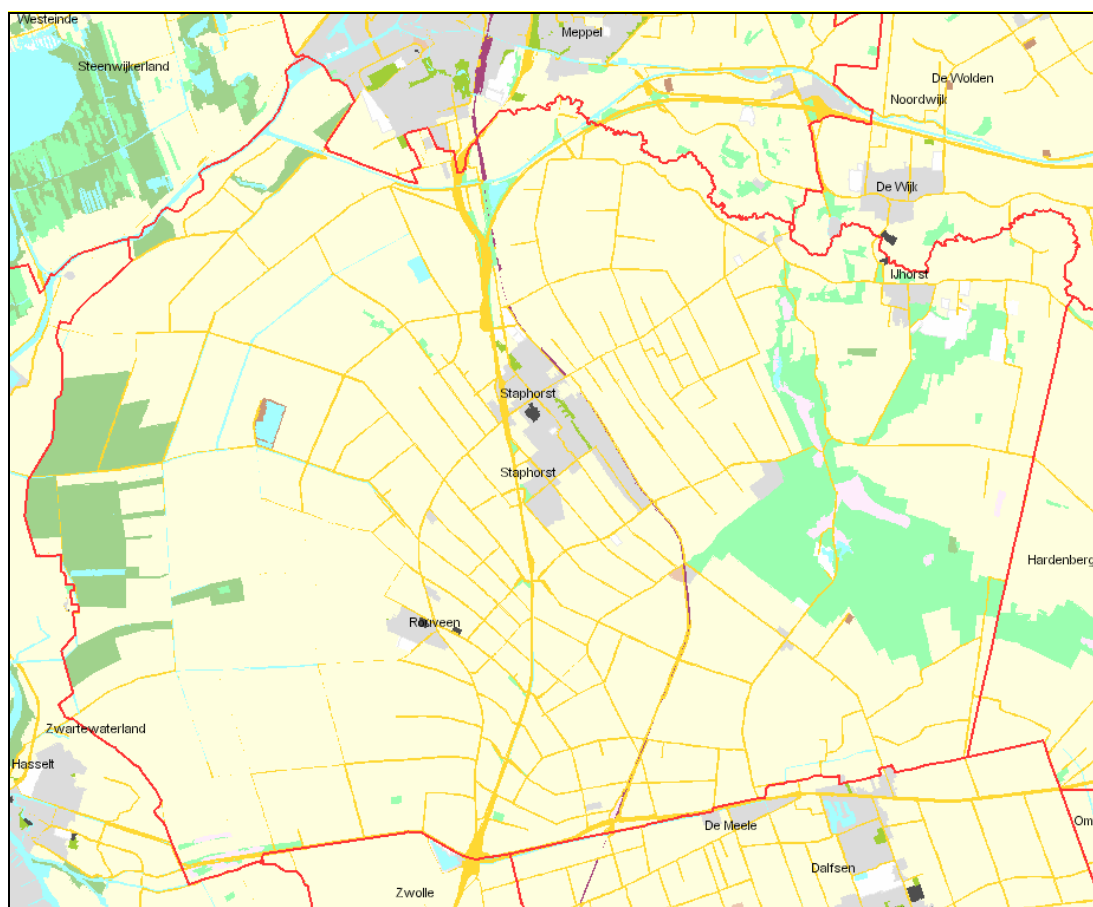 Westeinde
Meppel
Steenwijkerland
De Wolden
Noordwijk
De Wijk
IJhorst
Staphorst
Staphorst
Hardenberg
Rouveen
Zwartewaterland
Hasselt
De Meele
Om
Dalfsen
Zwolle